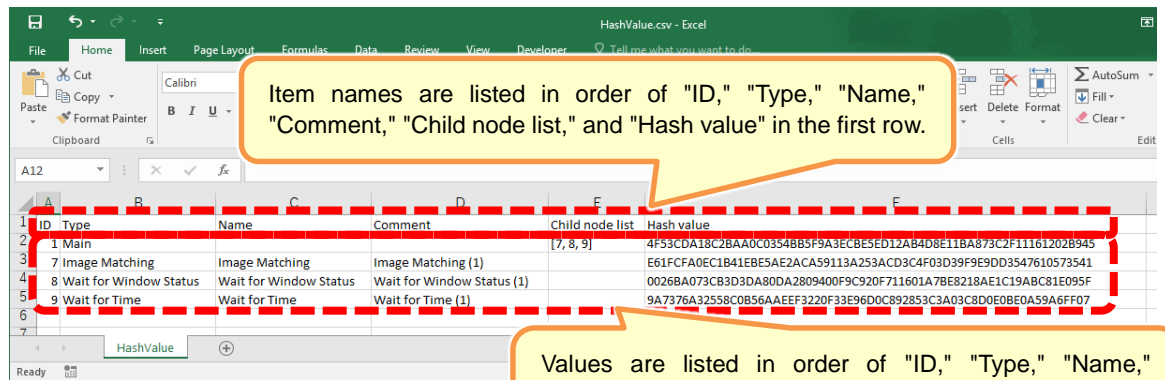 HashValue.csv - Excel
File Home Insert Page Layout Formulas Data Review View Developer Tell me what you want to do...
Cut
Copy
Format Painter
Paste
Clipboard
Calibri
B I U
Item names are listed in order of "ID," "Type," "Name,"
"Comment," "Child node list," and "Hash value" in the first row.
sert Delete Format
Cells
AutoSum
Fill
Clear
Edit
A12 fx
A B C D E F
1 ID Type Name Comment Child node list Hash value
2 1 Main [7, 8, 9] 4F53CDA18C2BAA0C0354BB5F9A3ECBE5ED12AB4D8E11BA873C2F11161202B945
3 7 Image Matching Image Matching Image Matching (1) E61FCFA0EC1B41EBE5AE2ACA59113A253ACD3C4F03D39F9E9DD3547610573541
4 8 Wait for Window Status Wait for Window Status Wait for Window Status (1) 0026BA073CB3D3DA80DA2809400F9C920F711601A7BE8218AE1C19ABC81E095F
5 9 Wait for Time Wait for Time Wait for Time (1) 9A7376A32558C0B56AAEEF3220F33E96D0C892853C3A03C8D0E0BE0A59A6FF07
6
7
HashValue
Ready
Values are listed in order of "ID," "Type," "Name,"